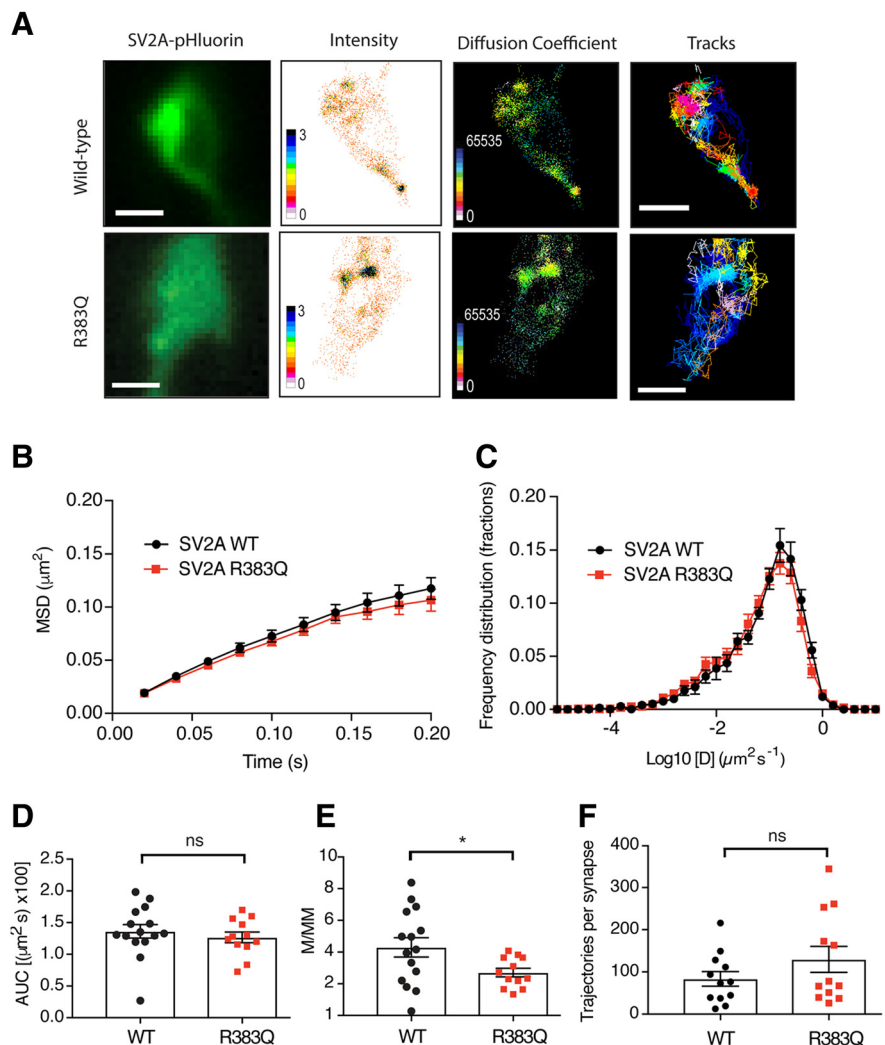 A
SV2A-pHluorin Intensity Diffusion Coefficient Tracks
Wild-type
3
0
65535
0
R383Q
3
0
65535
0
B
0.20
0.15
0.10
0.05
0.00
MSD (μm²)
SV2A WT
SV2A R383Q
0.00 0.05 0.10 0.15 0.20
Time (s)
C
0.20
0.15
0.10
0.05
0.00
Frequency distribution (fractions)
SV2A WT
SV2A R383Q
-4 -2 0
Log10 [D] (μm²s⁻¹)
D
ns
2.5
2.0
1.5
1.0
0.5
0.0
AUC [(μm² s) x100]
WT R383Q
E
*
10
8
6
4
2
1
M/MM
WT R383Q
F
ns
400
300
200
100
0
Trajectories per synapse
WT R383Q